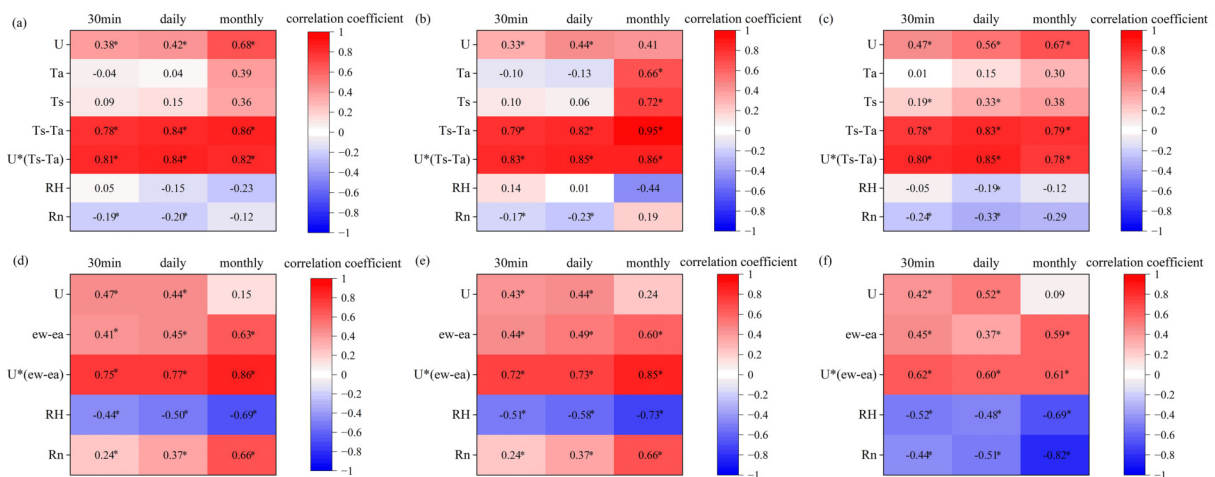 (a) 30min daily monthly correlation coefficient
U 0.38* 0.42* 0.68*
Ta -0.04 0.04 0.39
Ts 0.09 0.15 0.36
Ts-Ta 0.78* 0.84* 0.86*
U*(Ts-Ta) 0.81* 0.84* 0.82*
RH 0.05 -0.15 -0.23
Rn -0.19* -0.20* -0.12
1
0.8
0.6
0.4
0.2
0
-0.2
-0.4
-0.6
-0.8
-1
(b) 30min daily monthly correlation coefficient
U 0.33* 0.44* 0.41
Ta -0.10 -0.13 0.66*
Ts 0.10 0.06 0.72*
Ts-Ta 0.79* 0.82* 0.95*
U*(Ts-Ta) 0.83* 0.85* 0.86*
RH 0.14 0.01 -0.44
Rn -0.17* -0.23* 0.19
1
0.8
0.6
0.4
0.2
0
-0.2
-0.4
-0.6
-0.8
-1
(c) 30min daily monthly correlation coefficient
U 0.47* 0.56* 0.67*
Ta 0.01 0.15 0.30
Ts 0.19* 0.33* 0.38
Ts-Ta 0.78* 0.83* 0.79*
U*(Ts-Ta) 0.80* 0.85* 0.78*
RH -0.05 -0.19* -0.12
Rn -0.24* -0.33* -0.29
1
0.8
0.6
0.4
0.2
0
-0.2
-0.4
-0.6
-0.8
-1
(d) 30min daily monthly correlation coefficient
U 0.47* 0.44* 0.15
ew-ea 0.41* 0.45* 0.63*
U*(ew-ea) 0.75* 0.77* 0.86*
RH -0.44* -0.50* -0.69*
Rn 0.24* 0.37* 0.66*
1
0.8
0.6
0.4
0.2
0
-0.2
-0.4
-0.6
-0.8
-1
(e) 30min daily monthly correlation coefficient
U 0.43* 0.44* 0.24
ew-ea 0.44* 0.49* 0.60*
U*(ew-ea) 0.72* 0.73* 0.85*
RH -0.51* -0.58* -0.73*
Rn 0.24* 0.37* 0.66*
1
0.8
0.6
0.4
0.2
0
-0.2
-0.4
-0.6
-0.8
-1
(f) 30min daily monthly correlation coefficient
U 0.42* 0.52* 0.09
ew-ea 0.45* 0.37* 0.59*
U*(ew-ea) 0.62* 0.60* 0.61*
RH -0.52* -0.48* -0.69*
Rn -0.44* -0.51* -0.82*
1
0.8
0.6
0.4
0.2
0
-0.2
-0.4
-0.6
-0.8
-1